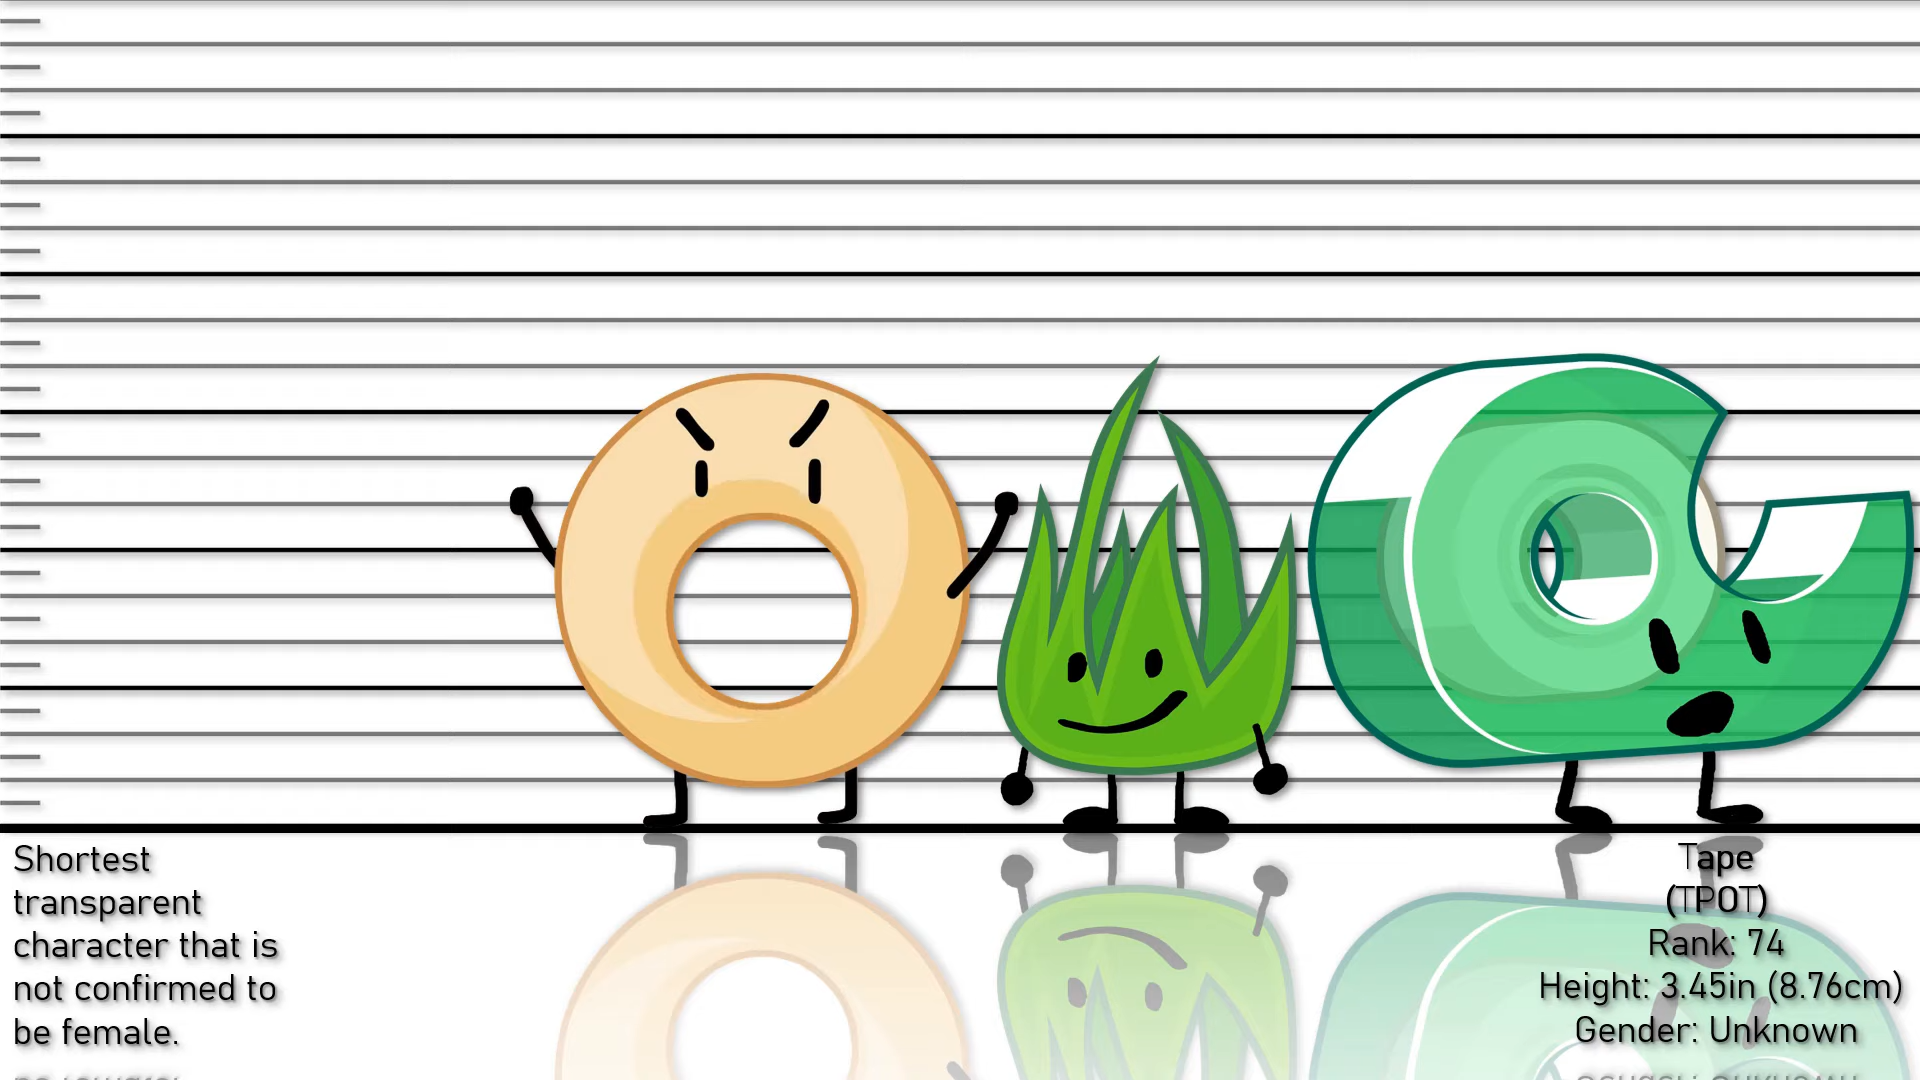 Shortest
transparent
character that is
not confirmed to
be female.
Tape
(TPOT)
Rank: 74
Height: 3.45in (8.76cm)
Gender: Unknown